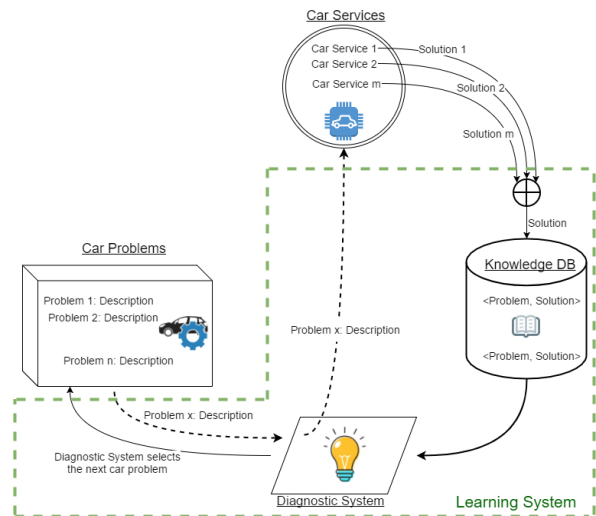 Car Services
Car Service 1
Solution 1
Car Service 2
Car Service m
Solution 2
Solution m
Solution
Car Problems
Knowledge DB
Problem 1: Description
Problem 2: Description
<Problem, Solution>
Problem x: Description
Problem n: Description
<Problem, Solution>
Problem x: Description
Diagnostic System selects
the next car problem
Diagnostic System
Learning System